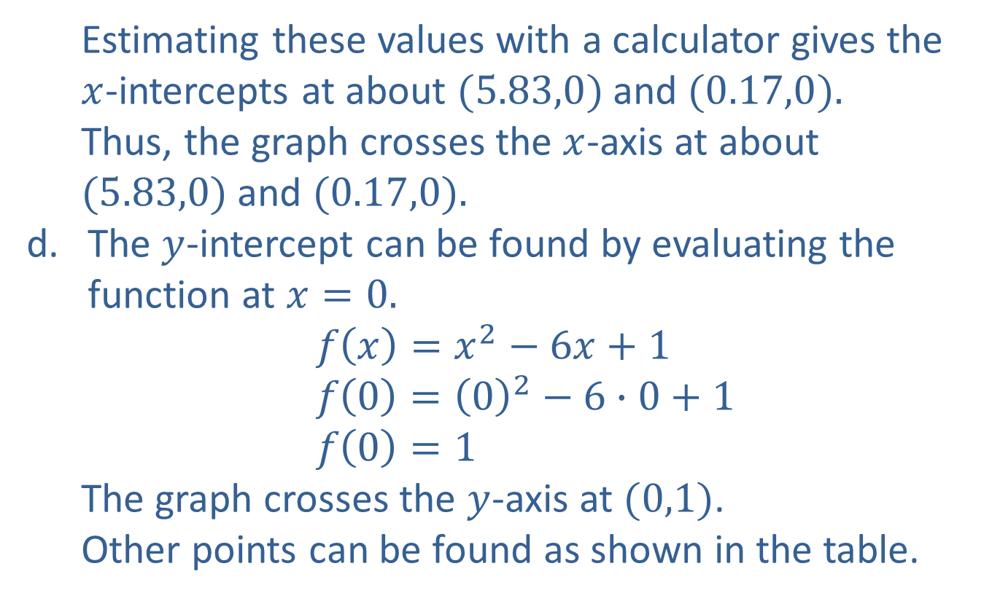 Estimating these values with a calculator gives the
x-intercepts at about (5.83,0) and (0.17,0).
Thus, the graph crosses the x-axis at about
(5.83,0) and (0.17,0).
d. The y-intercept can be found by evaluating the
function at x = 0.
f(x) = x² − 6x + 1
f(0) = (0)² − 6 · 0 + 1
f(0) = 1
The graph crosses the y-axis at (0,1).
Other points can be found as shown in the table.